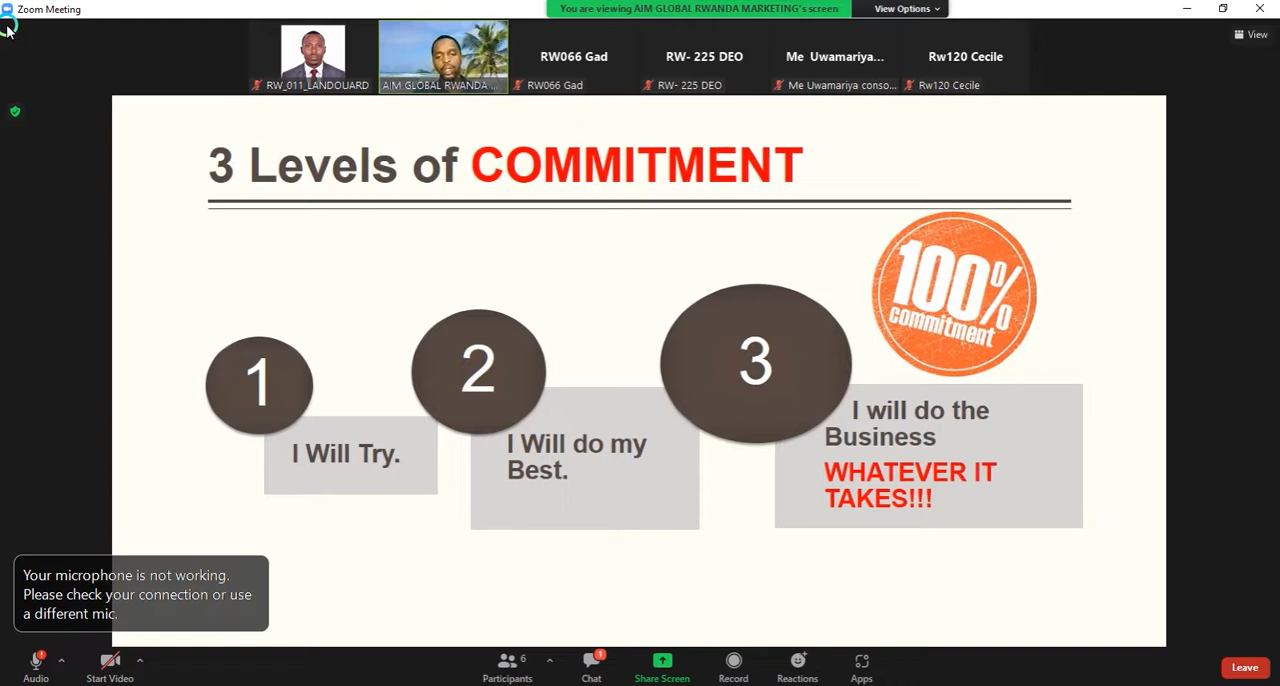 Zoom Meeting
You are viewing AIM GLOBAL RWANDA MARKETING's screen
View Options
View
RW_011_LANDOUARD
AIM GLOBAL RWANDA ...
RW066 Gad
RW066 Gad
RW- 225 DEO
RW- 225 DEO
Me Uwamariya...
Me Uwamariya conso...
Rw120 Cecile
Rw120 Cecile
3 Levels of COMMITMENT
100%
commitment
1
I Will Try.
2
I Will do my
Best.
3
I will do the
Business
WHATEVER IT
TAKES!!!
Your microphone is not working.
Please check your connection or use
a different mic.
Audio
Start Video
6
Participants
1
Chat
Share Screen
Record
Reactions
Apps
Leave